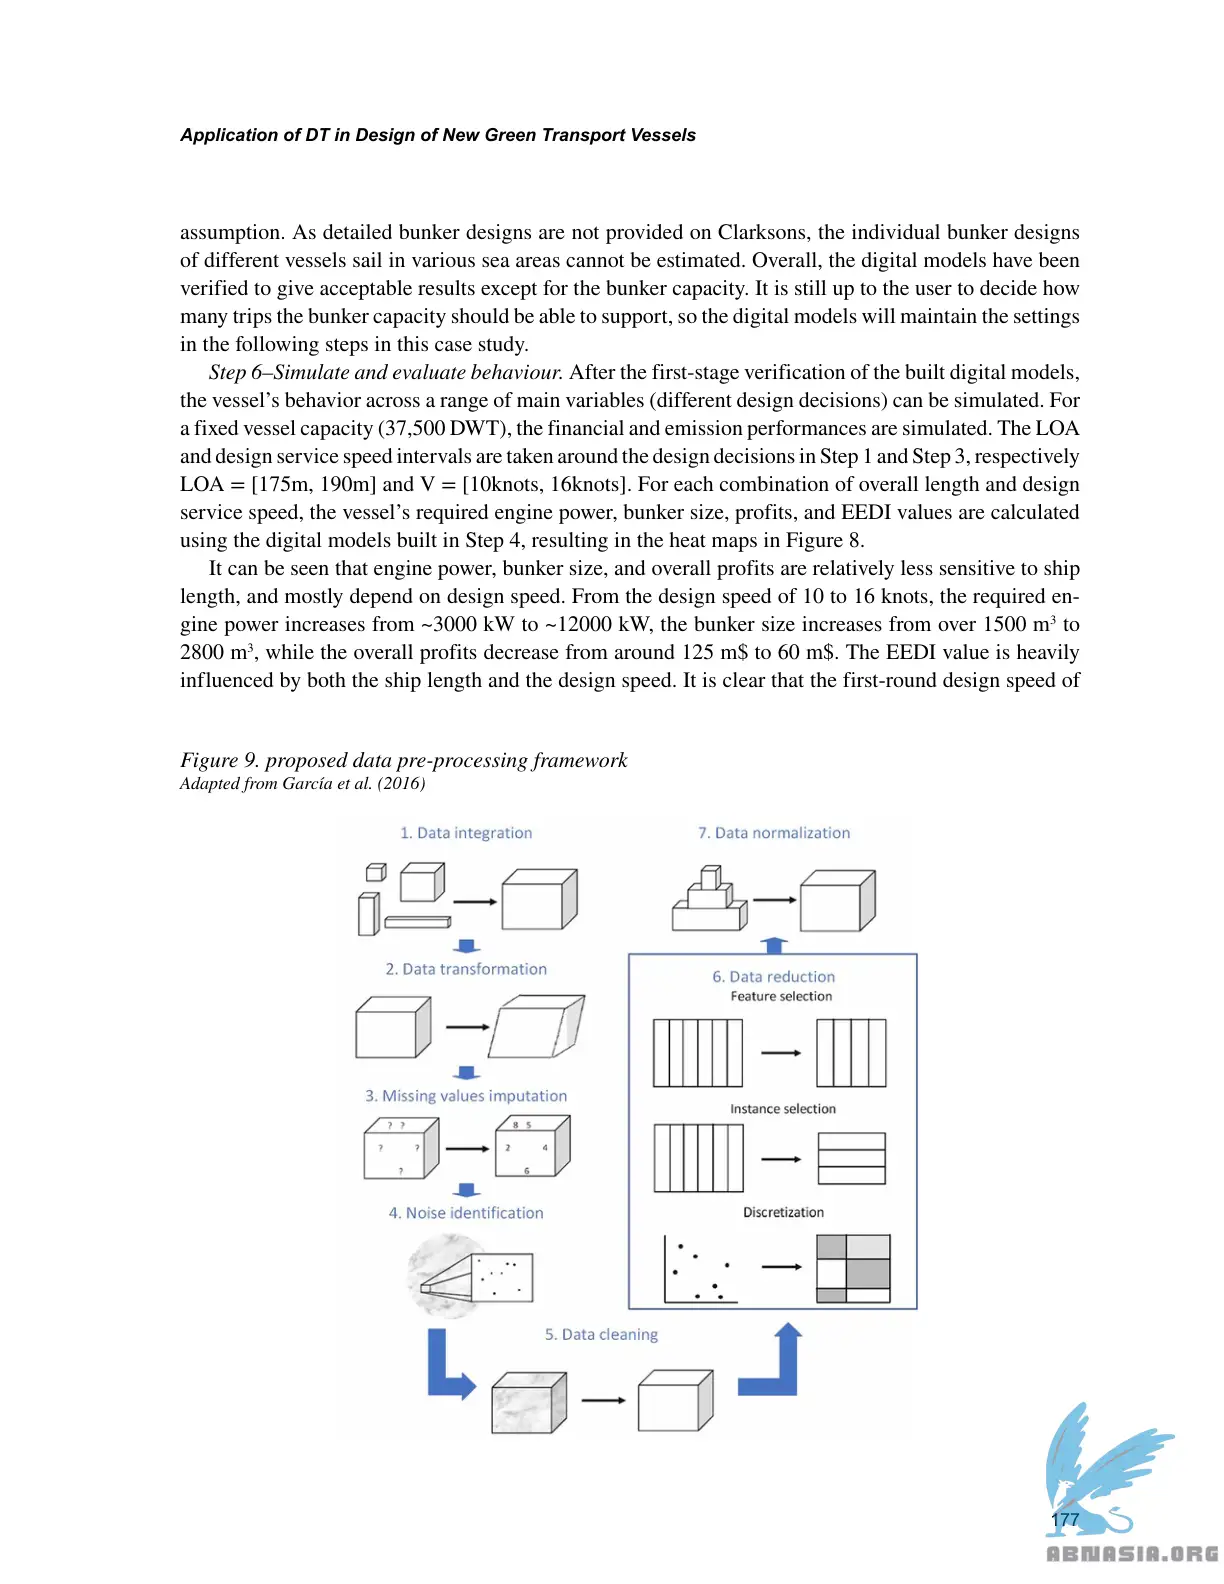 Application of DT in Design of New Green Transport Vessels
assumption. As detailed bunker designs are not provided on Clarksons, the individual bunker designs
of different vessels sail in various sea areas cannot be estimated. Overall, the digital models have been
verified to give acceptable results except for the bunker capacity. It is still up to the user to decide how
many trips the bunker capacity should be able to support, so the digital models will maintain the settings
in the following steps in this case study.
Step 6–Simulate and evaluate behaviour. After the first-stage verification of the built digital models,
the vessel's behavior across a range of main variables (different design decisions) can be simulated. For
a fixed vessel capacity (37,500 DWT), the financial and emission performances are simulated. The LOA
and design service speed intervals are taken around the design decisions in Step 1 and Step 3, respectively
LOA = [175m, 190m] and V = [10knots, 16knots]. For each combination of overall length and design
service speed, the vessel's required engine power, bunker size, profits, and EEDI values are calculated
using the digital models built in Step 4, resulting in the heat maps in Figure 8.
It can be seen that engine power, bunker size, and overall profits are relatively less sensitive to ship
length, and mostly depend on design speed. From the design speed of 10 to 16 knots, the required en-
gine power increases from ~3000 kW to ~12000 kW, the bunker size increases from over 1500 m³ to
2800 m³, while the overall profits decrease from around 125 m$ to 60 m$. The EEDI value is heavily
influenced by both the ship length and the design speed. It is clear that the first-round design speed of
Figure 9. proposed data pre-processing framework
Adapted from García et al. (2016)
1. Data integration
2. Data transformation
3. Missing values imputation
? ?
? ?
?
8 5
2 4
6
4. Noise identification
5. Data cleaning
6. Data reduction
Feature selection
Instance selection
Discretization
7. Data normalization
177
ABNASIA.ORG